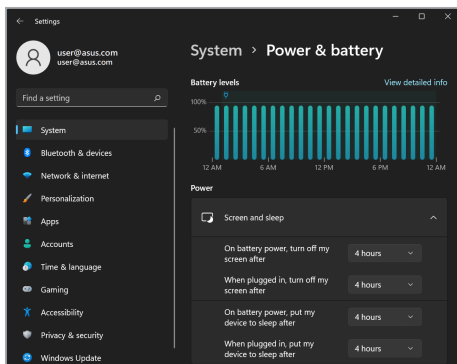 Settings
user@asus.com
user@asus.com
Find a setting
System
Bluetooth & devices
Network & internet
Personalization
Apps
Accounts
Time & language
Gaming
Accessibility
Privacy & security
Windows Update
System > Power & battery
Battery levels
View detailed info
100%
50%
12 AM
6 AM
12 PM
6 PM
12 AM
Power
Screen and sleep
On battery power, turn off my
screen after
4 hours
When plugged in, turn off my
screen after
4 hours
On battery power, put my
device to sleep after
4 hours
When plugged in, put my
device to sleep after
4 hours